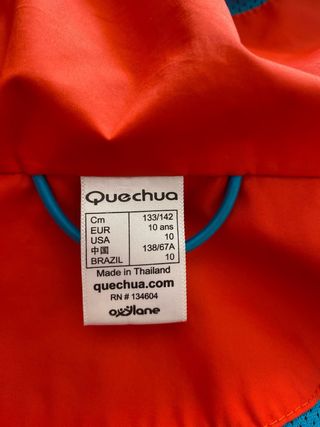 Quechua
Cm 133/142
EUR 10 ans
USA 10
中国 138/67A
BRAZIL 10
Made in Thailand
quechua.com
RN # 134604
oxylane